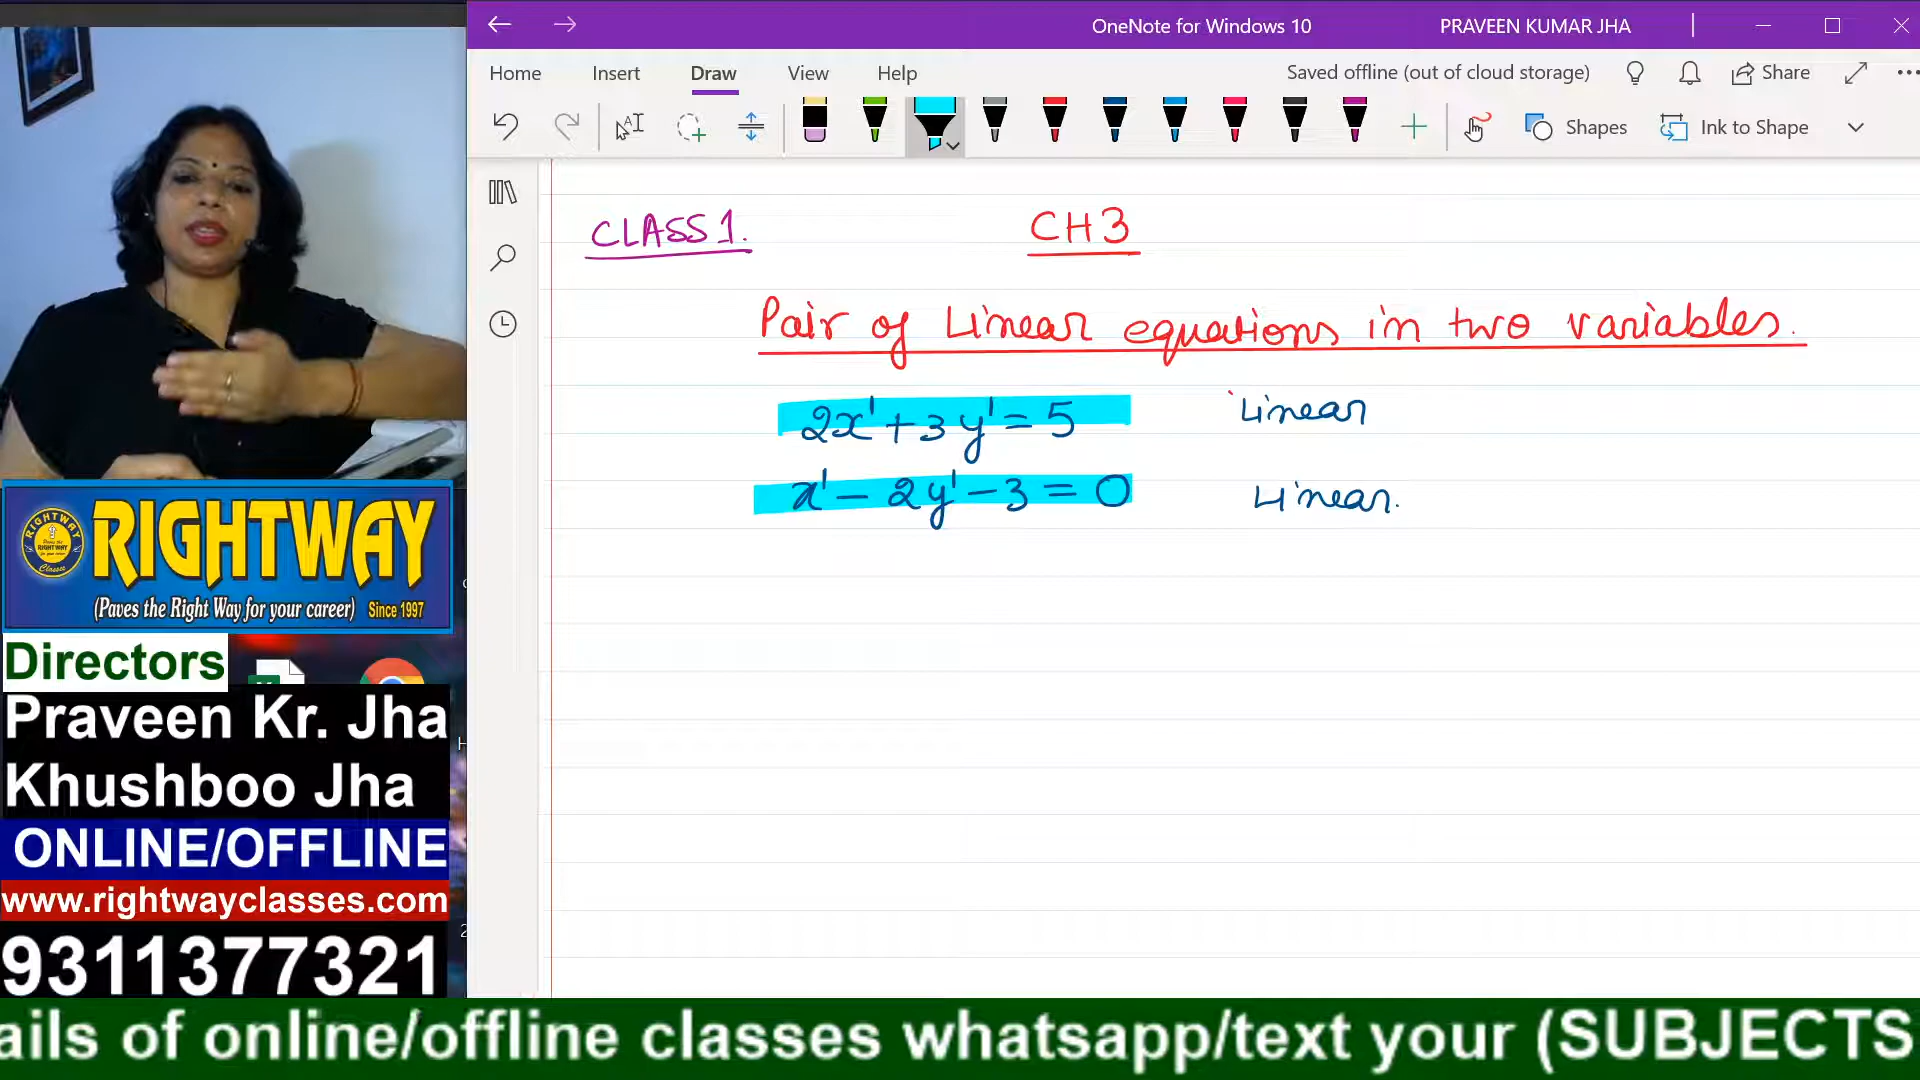 OneNote for Windows 10
PRAVEEN KUMAR JHA
Home
Insert
Draw
View
Help
Saved offline (out of cloud storage)
Share
Shapes
Ink to Shape
CLASS 1.
CH 3
Pair of Linear equations in two variables.
2x¹ + 3y¹ = 5
Linear
x¹ - 2y¹ - 3 = 0
Linear.
RIGHTWAY
(Paves the Right Way for your career) Since 1997
Directors
Praveen Kr. Jha
Khushboo Jha
ONLINE/OFFLINE
www.rightwayclasses.com
9311377321
ails of online/offline classes whatsapp/text your (SUBJECTS